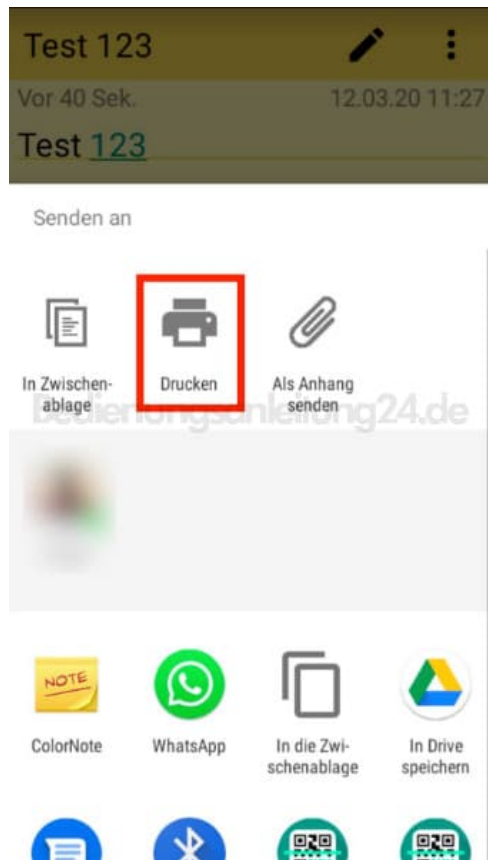 Test 123
Vor 40 Sek. 12.03.20 11:27
Test 123
Senden an
In Zwischen-
ablage
Drucken
Als Anhang
senden
Bedienungsanleitung24.de
NOTE
ColorNote
WhatsApp
In die Zwi-
schenablage
In Drive
speichern